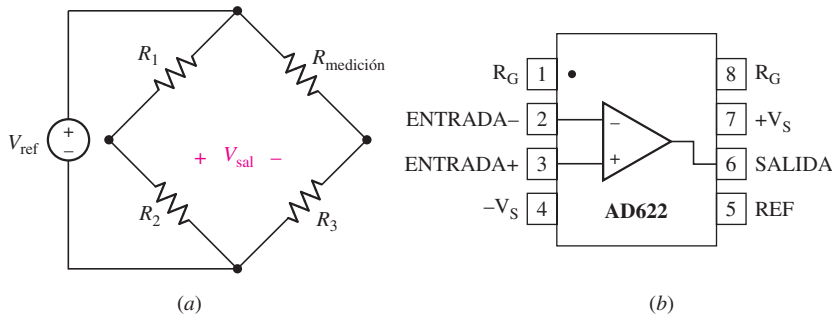 R1
Rmedición
Vref
+
−
+ Vsal −
R2
R3
(a)
RG 1
8 RG
ENTRADA− 2
−
7 +VS
ENTRADA+ 3
+
6 SALIDA
−VS 4
AD622
5 REF
(b)